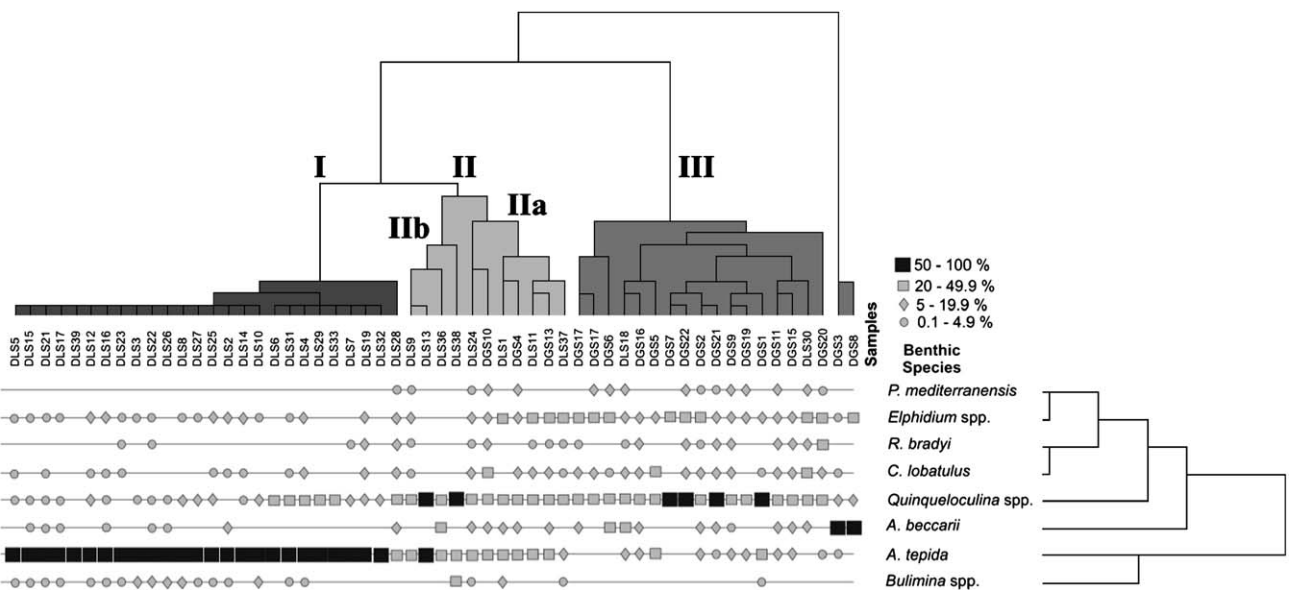 I
II
III
IIa
IIb
50 - 100 %
20 - 49.9 %
5 - 19.9 %
0.1 - 4.9 %
DLS5
DLS15
DLS21
DLS17
DLS39
DLS12
DLS16
DLS23
DLS3
DLS22
DLS26
DLS8
DLS27
DLS25
DLS2
DLS14
DLS10
DLS6
DLS31
DLS4
DLS29
DLS33
DLS7
DLS19
DLS32
DLS28
DLS9
DLS13
DLS36
DLS38
DLS24
DGS10
DLS1
DGS4
DLS11
DGS13
DLS37
DGS17
DGS17
DGS6
DLS18
DGS16
DGS5
DGS7
DGS22
DGS2
DGS21
DGS9
DGS19
DGS1
DGS11
DGS15
DLS30
DGS20
DGS3
DGS8
Samples
Benthic
Species
P. mediterranensis
Elphidium spp.
R. bradyi
C. lobatulus
Quinqueloculina spp.
A. beccarii
A. tepida
Bulimina spp.